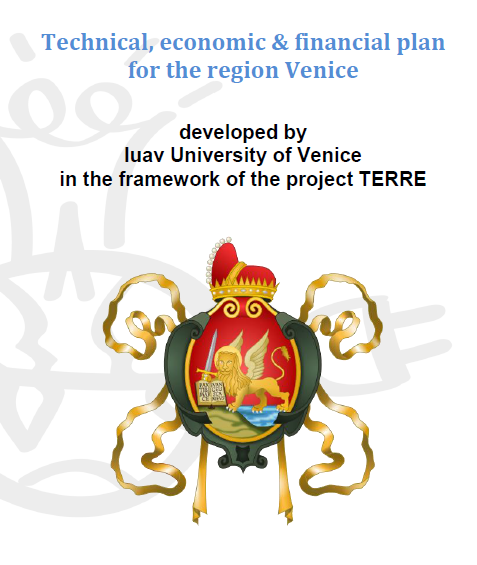 Technical, economic & financial plan
for the region Venice
developed by
Iuav University of Venice
in the framework of the project TERRE